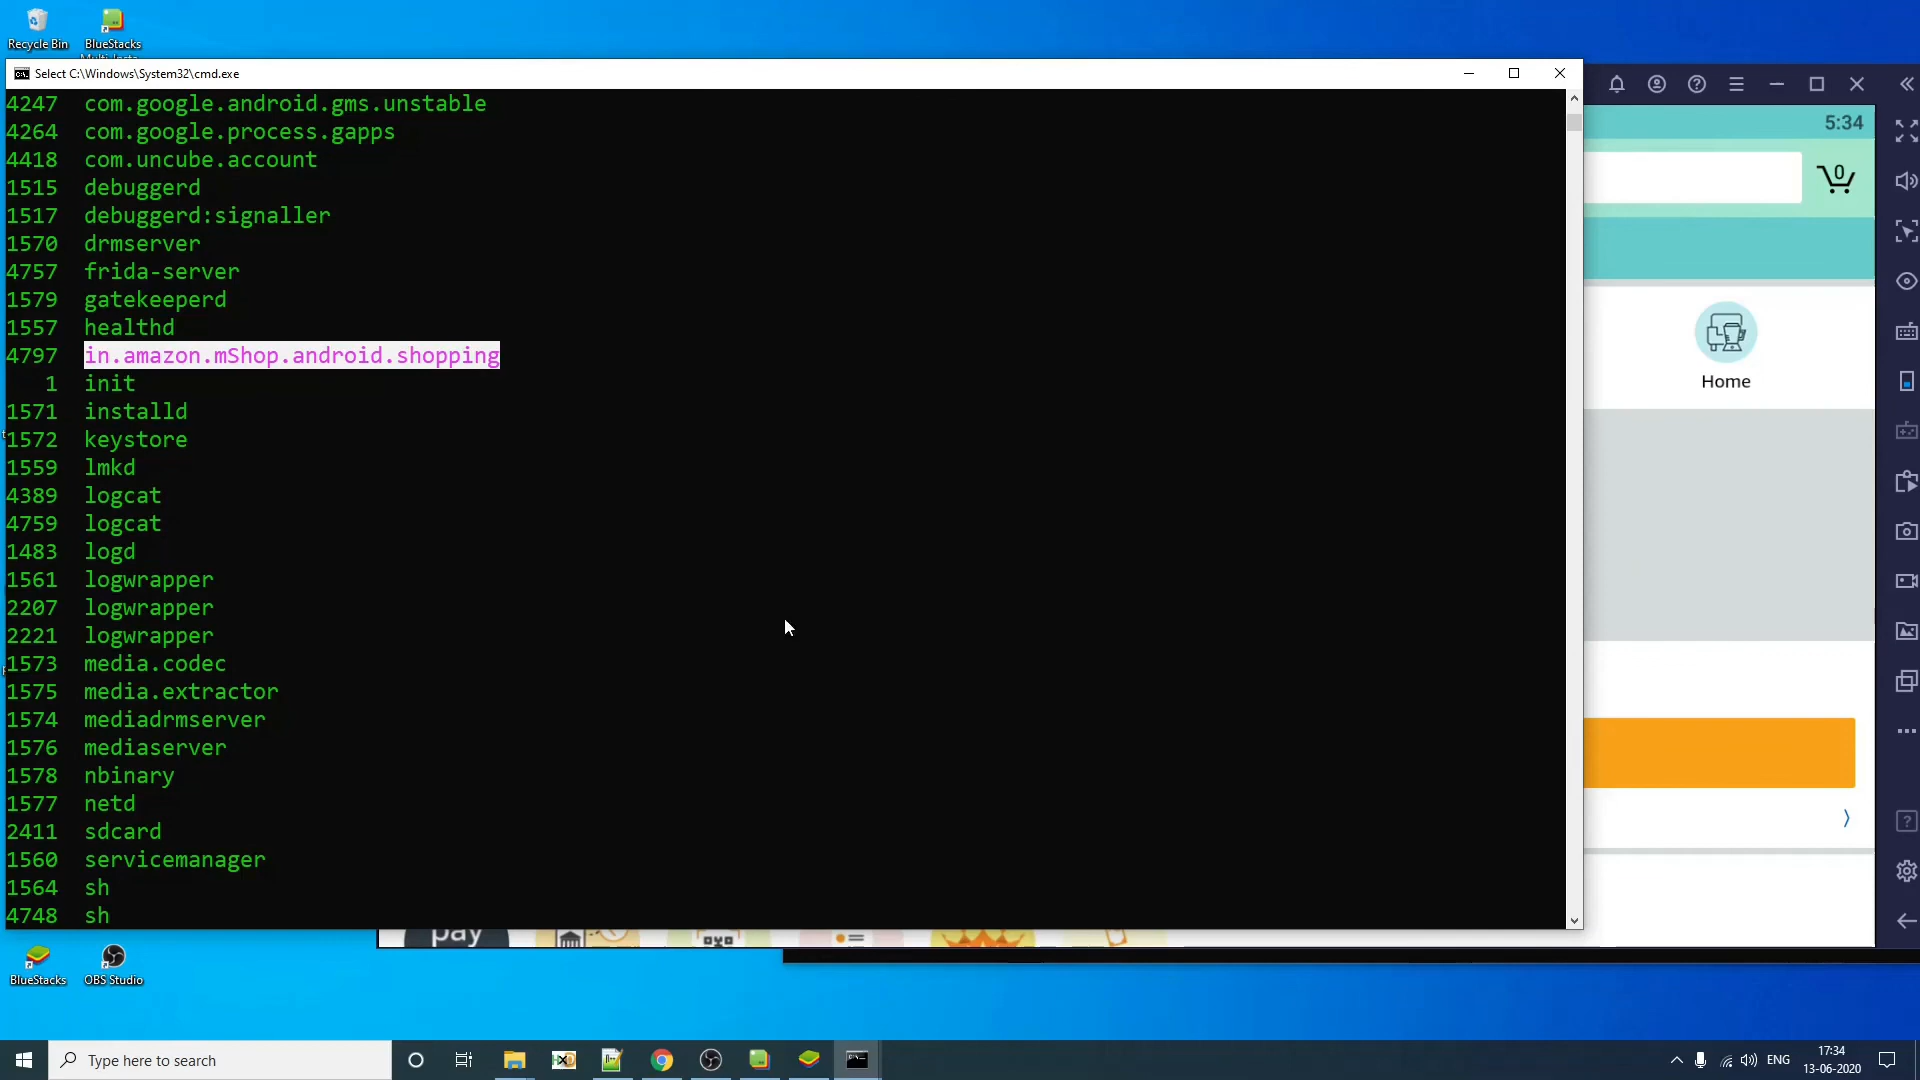 Recycle Bin
BlueStacks
Select C:\Windows\System32\cmd.exe
4247 com.google.android.gms.unstable
4264 com.google.process.gapps
4418 com.uncube.account
1515 debuggerd
1517 debuggerd:signaller
1570 drmserver
4757 frida-server
1579 gatekeeperd
1557 healthd
4797 in.amazon.mShop.android.shopping
1 init
1571 installd
1572 keystore
1559 lmkd
4389 logcat
4759 logcat
1483 logd
1561 logwrapper
2207 logwrapper
2221 logwrapper
1573 media.codec
1575 media.extractor
1574 mediadrmserver
1576 mediaserver
1578 nbinary
1577 netd
2411 sdcard
1560 servicemanager
1564 sh
4748 sh
5:34
0
Home
pay
BlueStacks
OBS Studio
Type here to search
ENG
17:34
13-06-2020